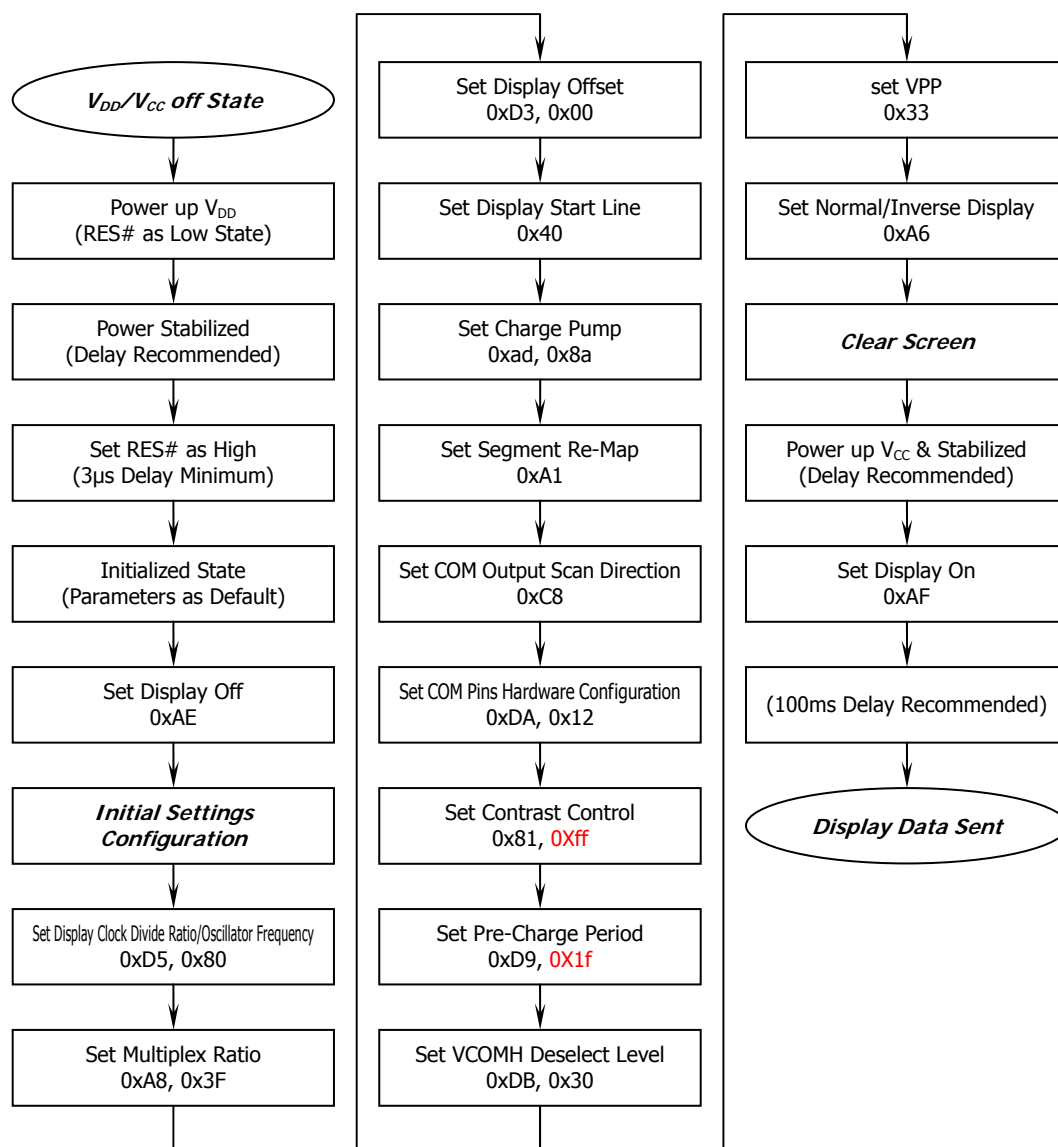 V_DD/V_CC off State
Power up V_DD
(RES# as Low State)
Power Stabilized
(Delay Recommended)
Set RES# as High
(3µs Delay Minimum)
Initialized State
(Parameters as Default)
Set Display Off
0xAE
Initial Settings
Configuration
Set Display Clock Divide Ratio/Oscillator Frequency
0xD5, 0x80
Set Multiplex Ratio
0xA8, 0x3F
Set Display Offset
0xD3, 0x00
Set Display Start Line
0x40
Set Charge Pump
0xad, 0x8a
Set Segment Re-Map
0xA1
Set COM Output Scan Direction
0xC8
Set COM Pins Hardware Configuration
0xDA, 0x12
Set Contrast Control
0x81, 0Xff
Set Pre-Charge Period
0xD9, 0X1f
Set VCOMH Deselect Level
0xDB, 0x30
set VPP
0x33
Set Normal/Inverse Display
0xA6
Clear Screen
Power up V_CC & Stabilized
(Delay Recommended)
Set Display On
0xAF
(100ms Delay Recommended)
Display Data Sent